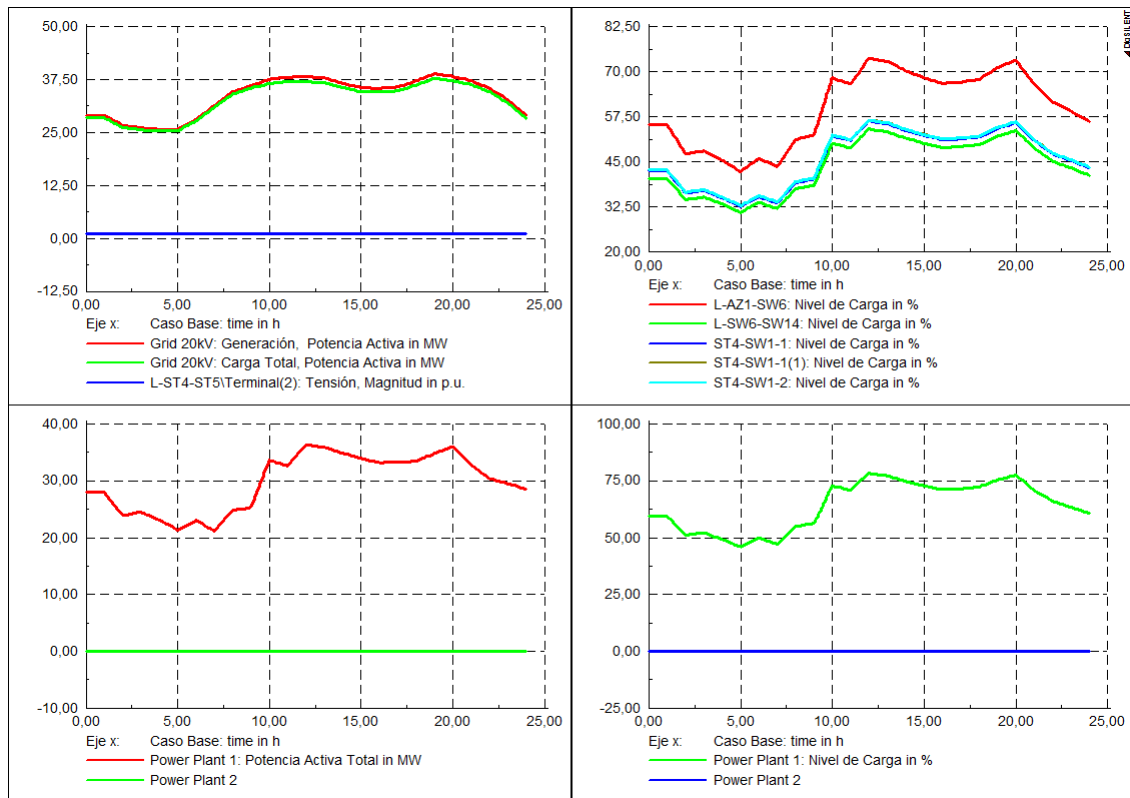 50,00
37,50
25,00
12,50
0,00
-12,50
0,00 5,00 10,00 15,00 20,00 25,00
Eje x: Caso Base: time in h
Grid 20kV: Generación, Potencia Activa in MW
Grid 20kV: Carga Total, Potencia Activa in MW
L-ST4-ST5\Terminal(2): Tensión, Magnitud in p.u.
82,50
70,00
57,50
45,00
32,50
20,00
0,00 5,00 10,00 15,00 20,00 25,00
Eje x: Caso Base: time in h
L-AZ1-SW6: Nivel de Carga in %
L-SW6-SW14: Nivel de Carga in %
ST4-SW1-1: Nivel de Carga in %
ST4-SW1-1(1): Nivel de Carga in %
ST4-SW1-2: Nivel de Carga in %
DIgSILENT
40,00
30,00
20,00
10,00
0,00
-10,00
0,00 5,00 10,00 15,00 20,00 25,00
Eje x: Caso Base: time in h
Power Plant 1: Potencia Activa Total in MW
Power Plant 2
100,00
75,00
50,00
25,00
0,00
-25,00
0,00 5,00 10,00 15,00 20,00 25,00
Eje x: Caso Base: time in h
Power Plant 1: Nivel de Carga in %
Power Plant 2